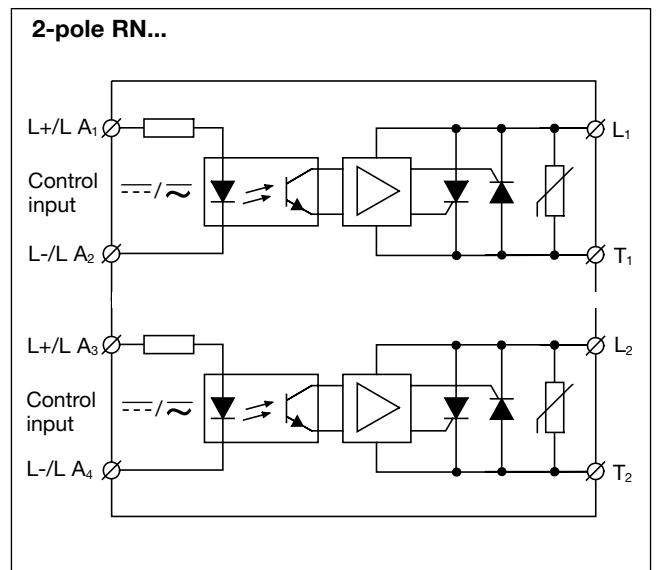 2-pole RN...
L+/L A₁
L₁
Control
input
/
L-/L A₂
T₁
L+/L A₃
L₂
Control
input
/
L-/L A₄
T₂